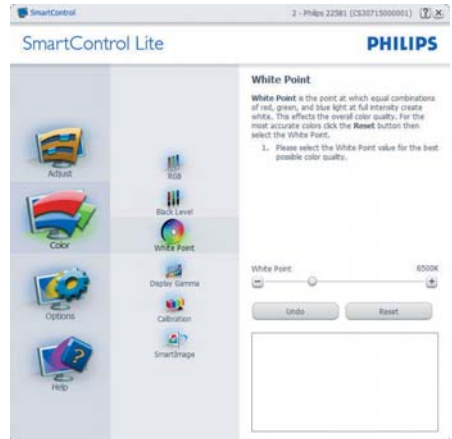 SmartControl
2 - Philips 225B1 (CS30715000001)
SmartControl Lite
PHILIPS
Adjust
Color
Options
Help
RGB
Black Level
White Point
Display Gamma
Calibration
SmartImage
White Point
White Point is the point at which equal combinations
of red, green, and blue light at full intensity create
white. This effects the overall color quality. For the
most accurate colors click the Reset button then
select the White Point.
1. Please select the White Point value for the best
possible color quality.
White Point 6500K
Undo Reset